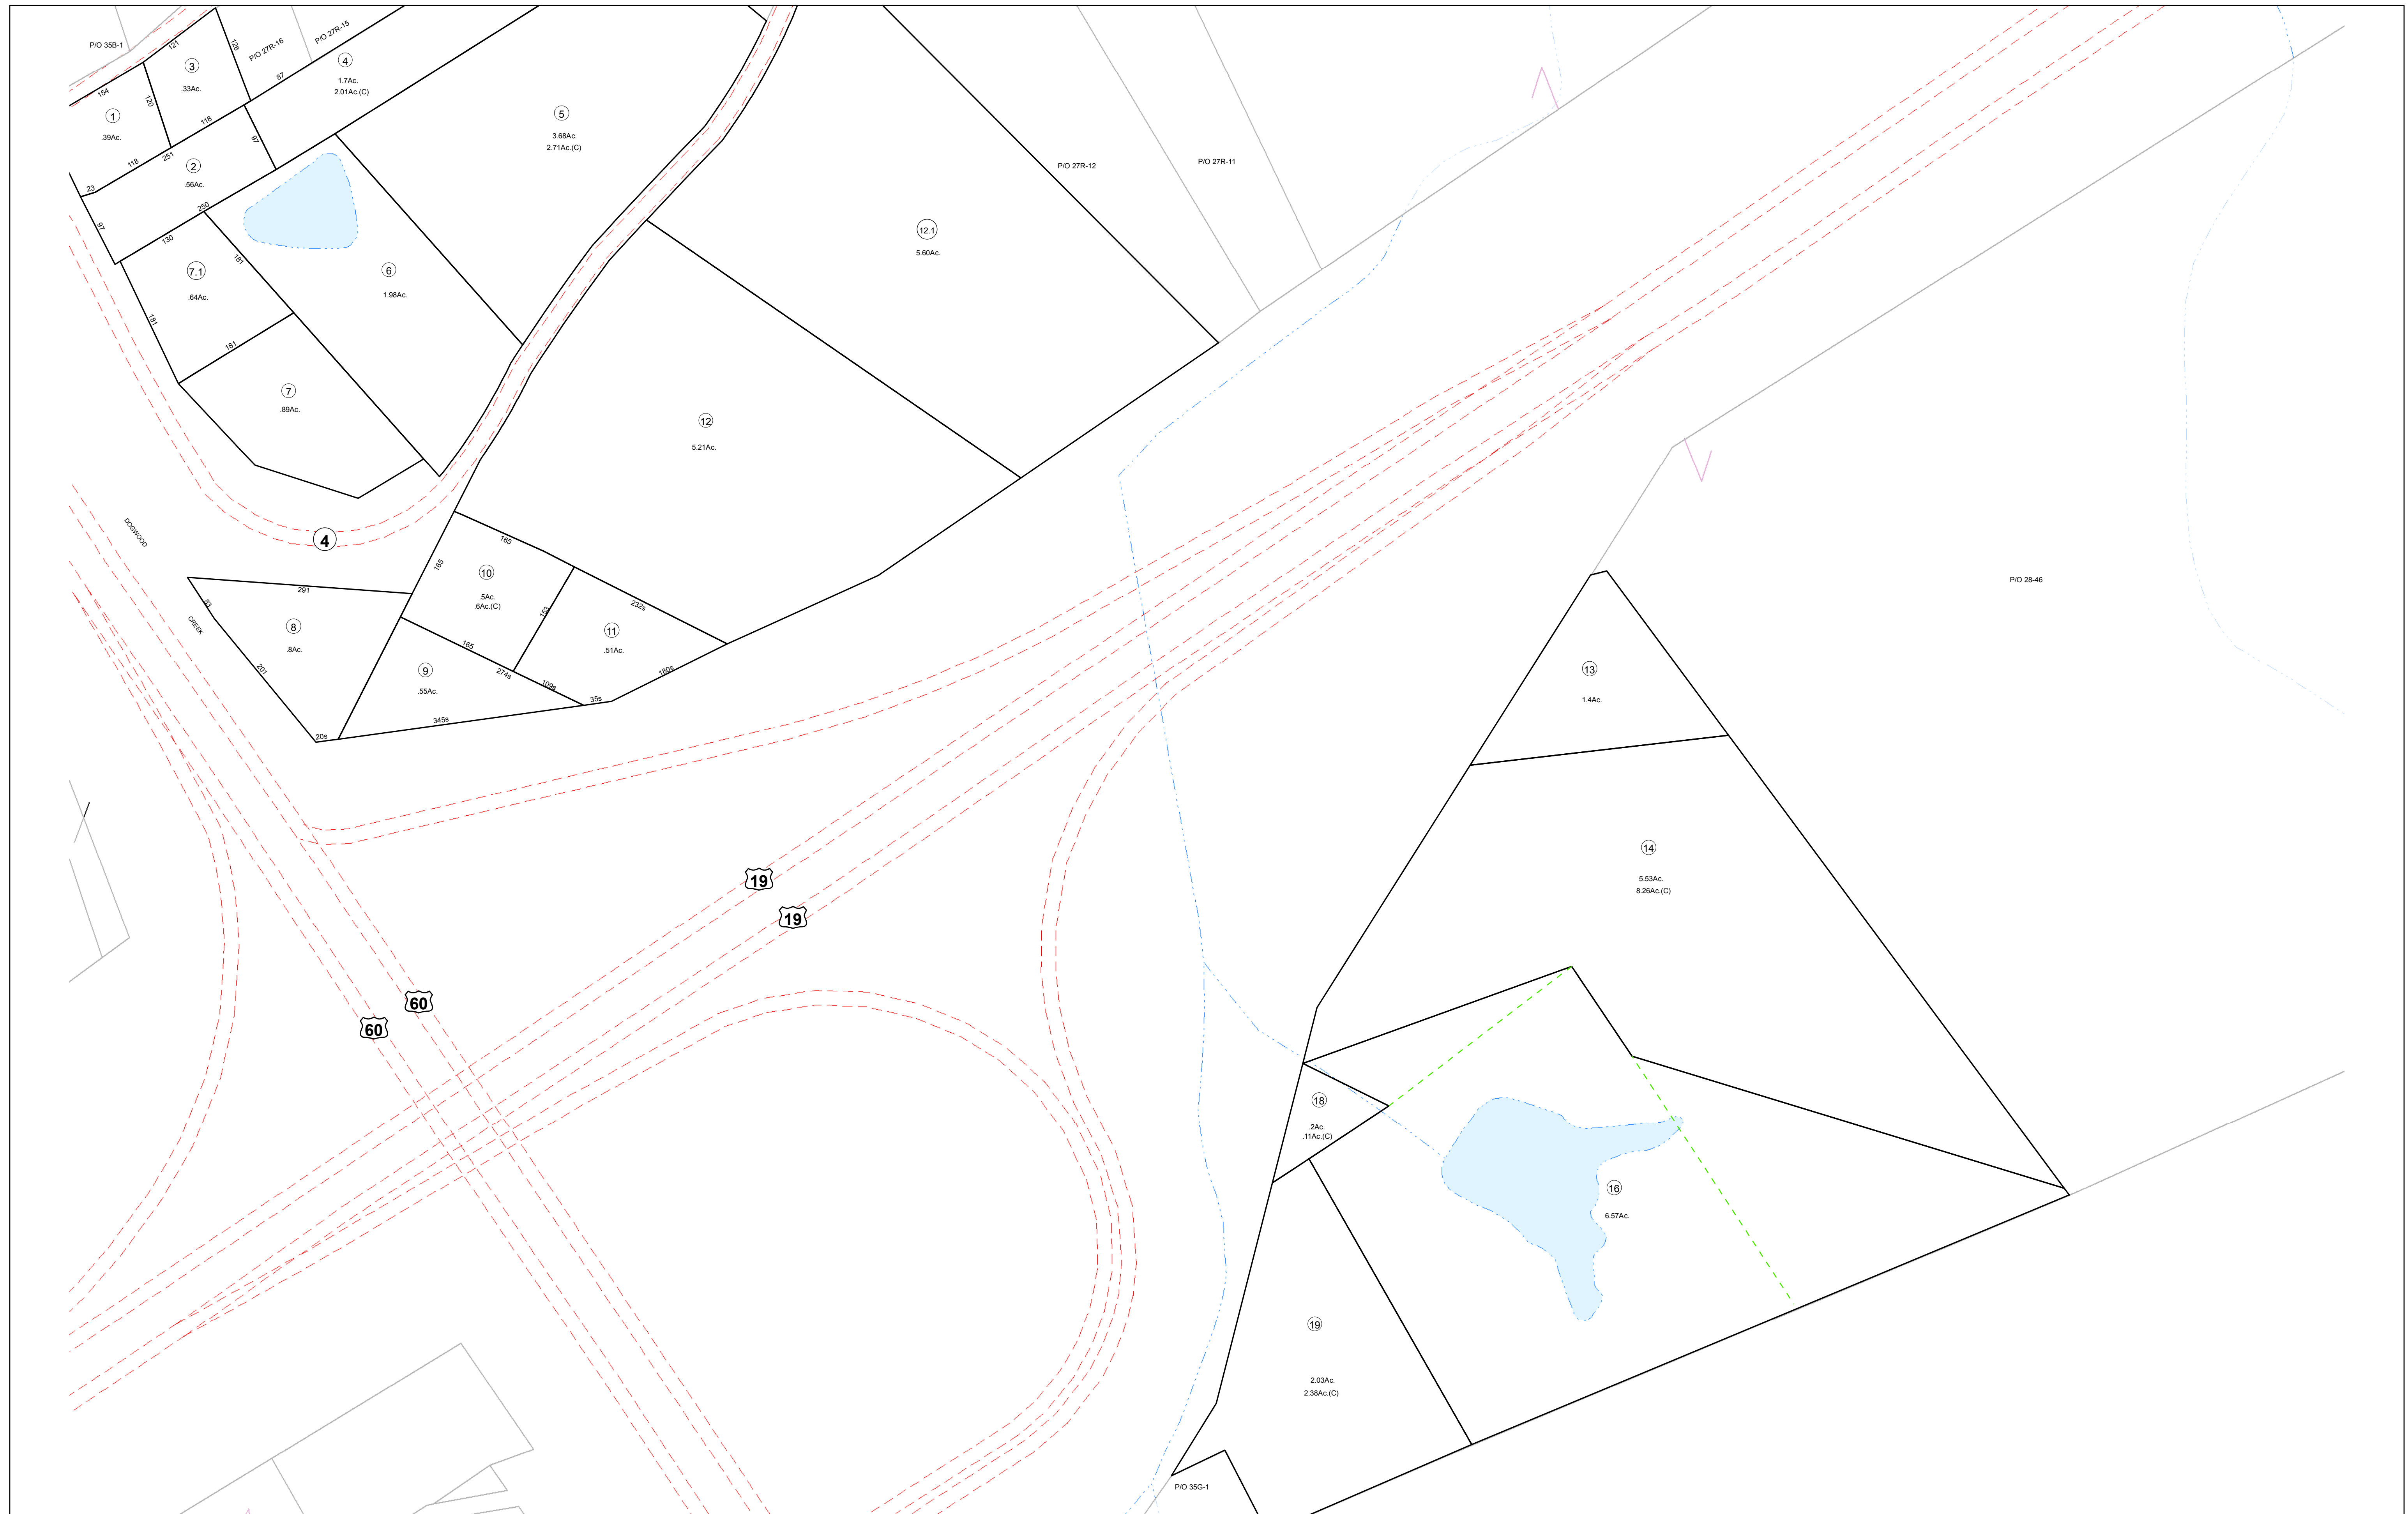 P/O 35B-1
121
126
P/O 27R-16
P/O 27R-15
3
.33Ac.
154
120
87
4
1.7Ac.
2.01Ac.(C)
1
.39Ac.
118
118
251
97
2
.56Ac.
23
97
250
130
5
3.68Ac.
2.71Ac.(C)
P/O 27R-12
P/O 27R-11
12.1
5.60Ac.
7.1
.64Ac.
181
181
181
6
1.98Ac.
7
.89Ac.
12
5.21Ac.
DOGWOOD
CREEK
4
165
165
10
.5Ac.
.6Ac.(C)
153
232s
291
83
8
.8Ac.
201
20s
11
.51Ac.
165
274s
109s
9
.55Ac.
345s
35s
180s
P/O 28-46
13
1.4Ac.
14
5.53Ac.
8.26Ac.(C)
19
19
60
60
18
.2Ac.
.11Ac.(C)
16
6.57Ac.
19
2.03Ac.
2.38Ac.(C)
P/O 35G-1